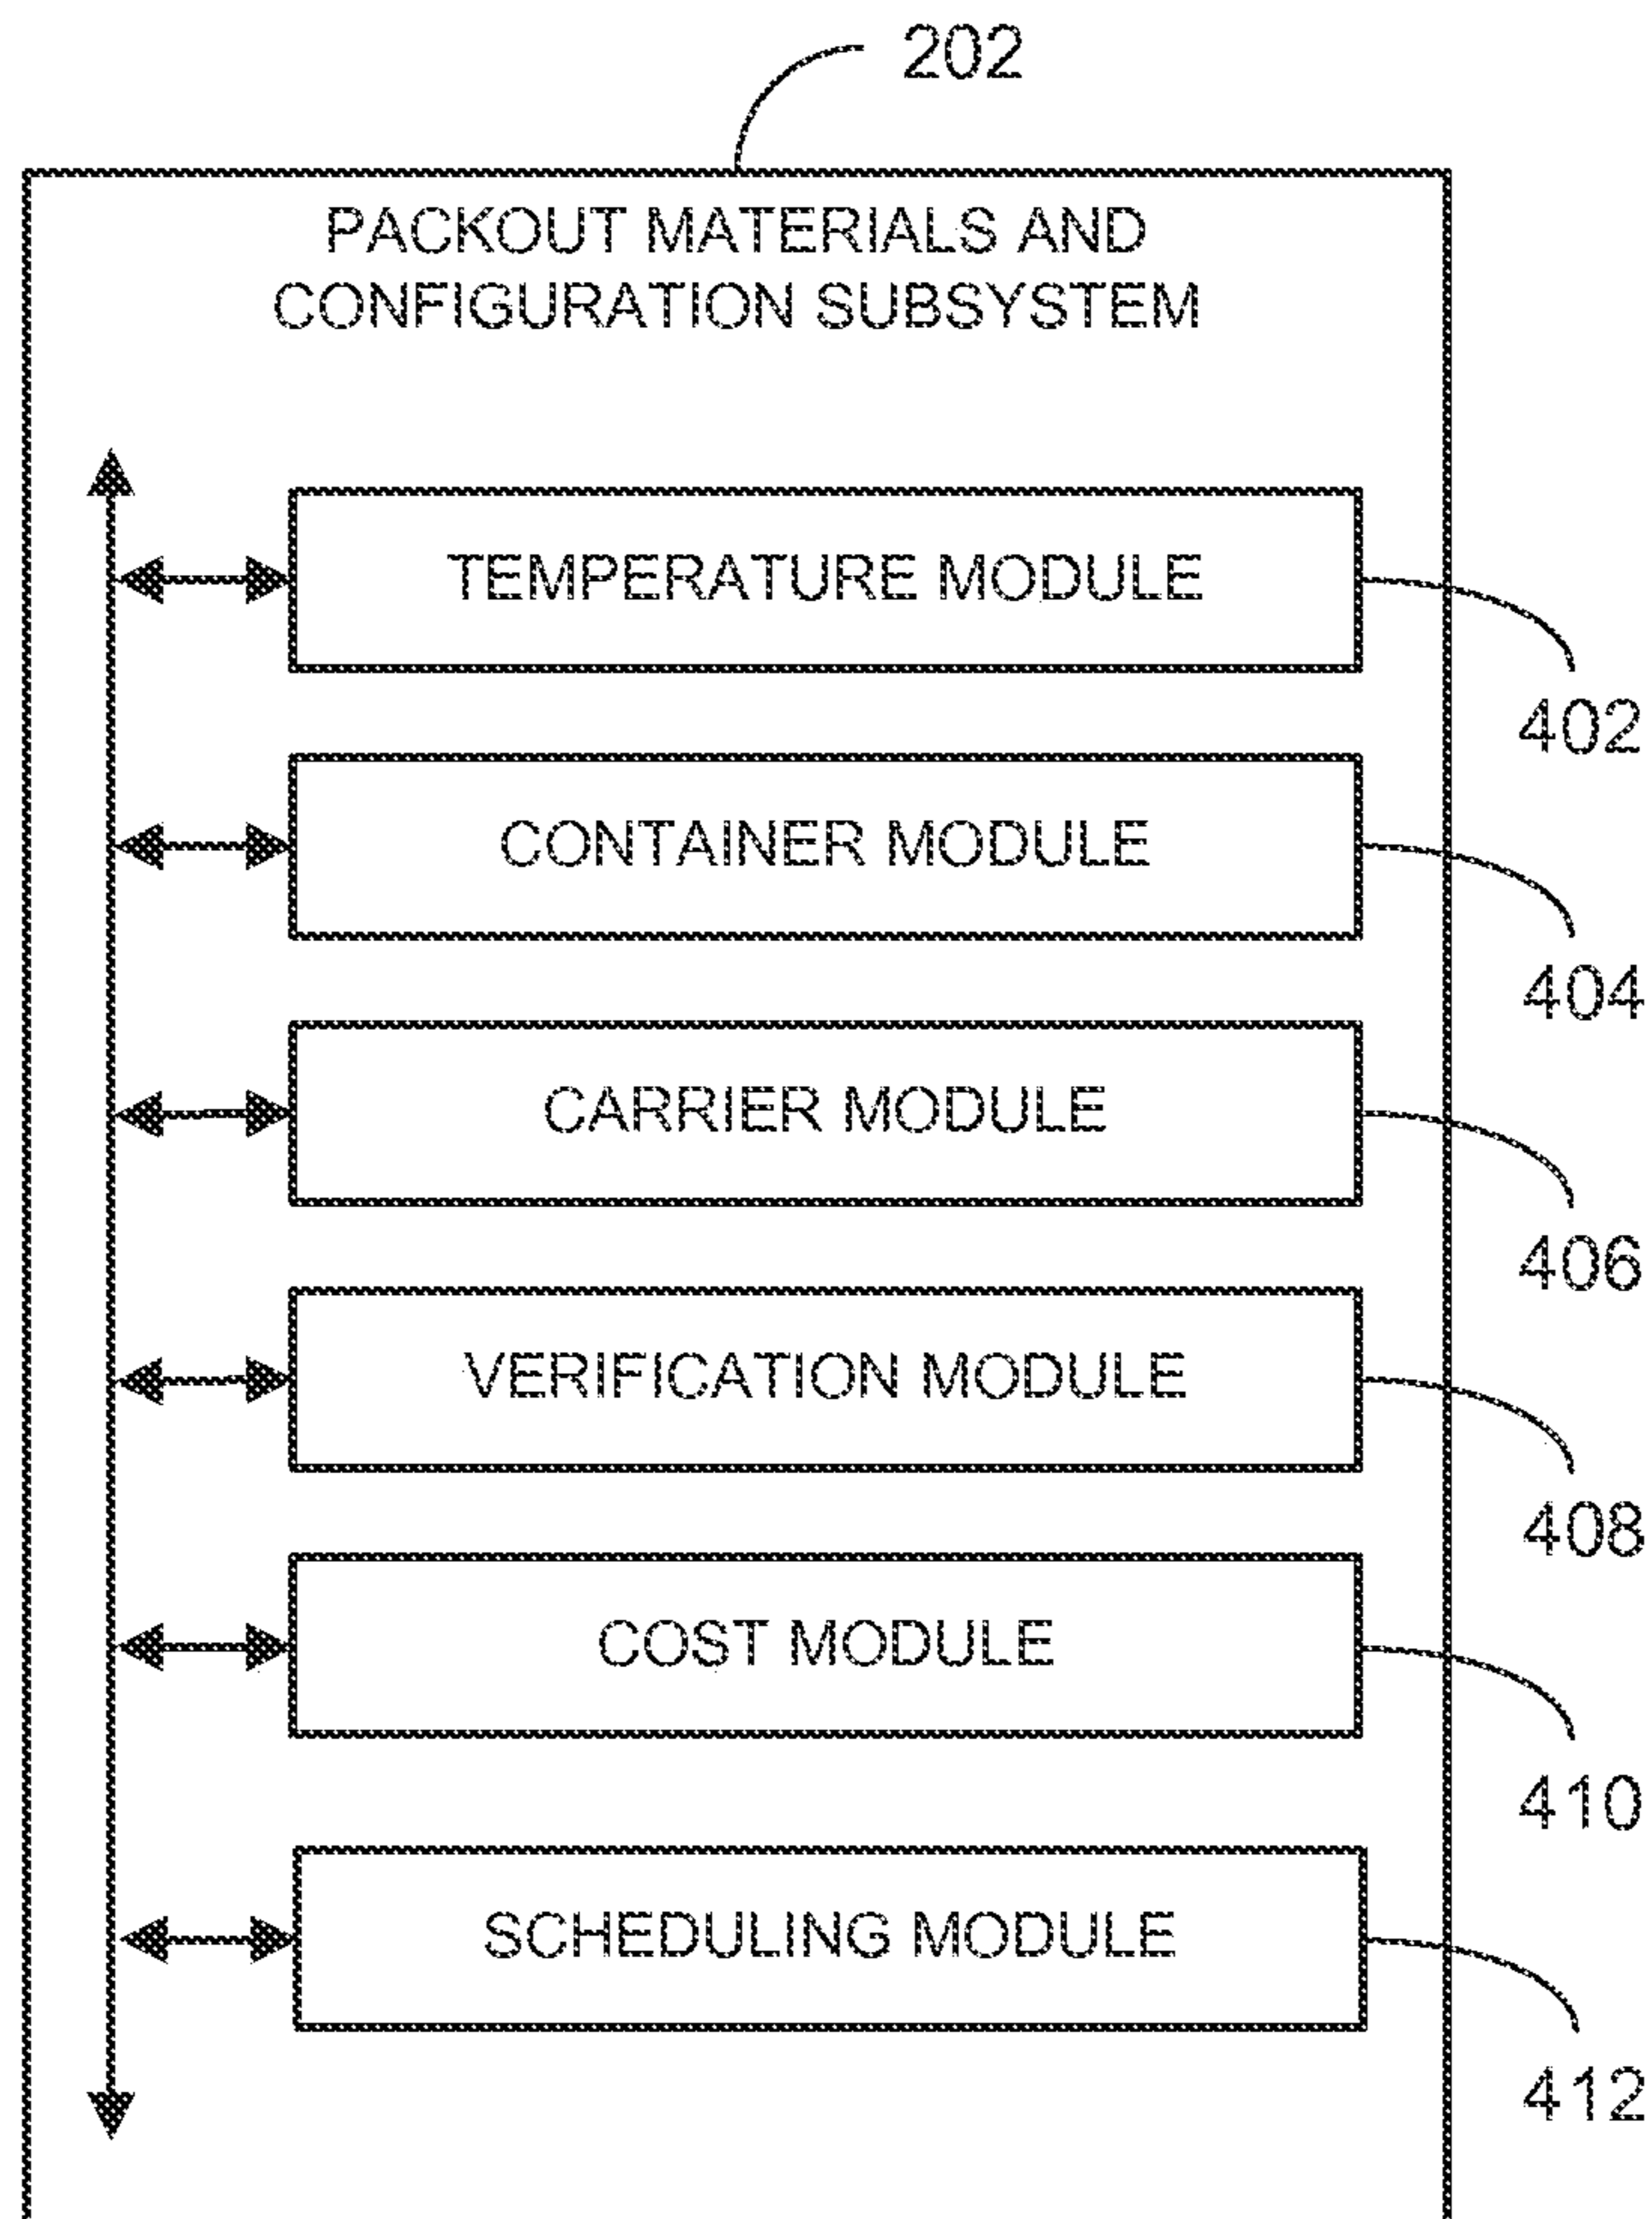 202
PACKOUT MATERIALS AND
CONFIGURATION SUBSYSTEM
TEMPERATURE MODULE
402
CONTAINER MODULE
404
CARRIER MODULE
406
VERIFICATION MODULE
408
COST MODULE
410
SCHEDULING MODULE
412